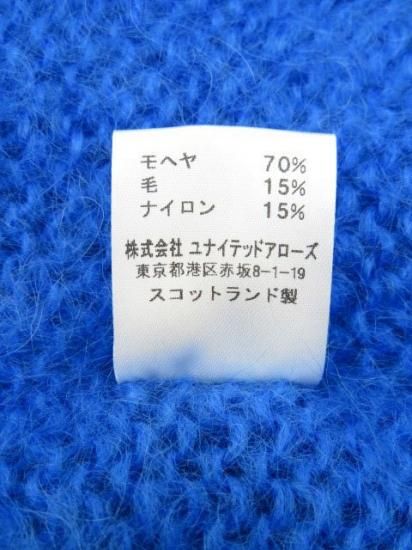 モヘヤ 70%
毛 15%
ナイロン 15%
株式会社 ユナイテッドアローズ
東京都港区赤坂8-1-19
スコットランド製